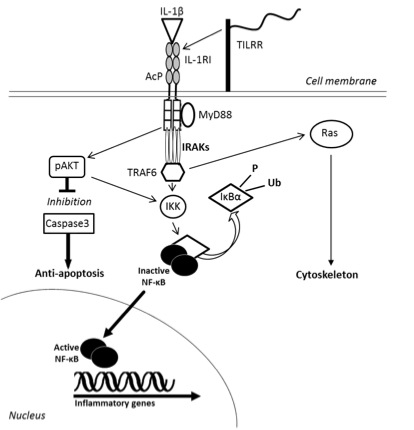 IL-1β
TILRR
IL-1RI
AcP
Cell membrane
MyD88
Ras
IRAKs
pAKT
TRAF6
P
Ub
IκBα
Inhibition
IKK
Caspase3
Anti-apoptosis
Inactive
NF-κB
Cytoskeleton
Active
NF-κB
Inflammatory genes
Nucleus